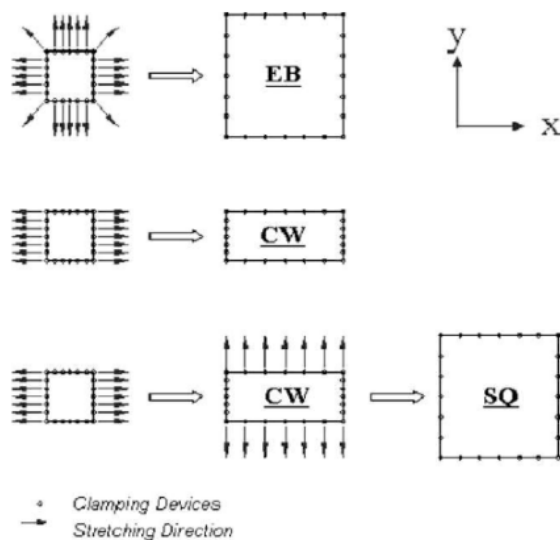 y
EB
x
CW
CW
SQ
Clamping Devices
Stretching Direction